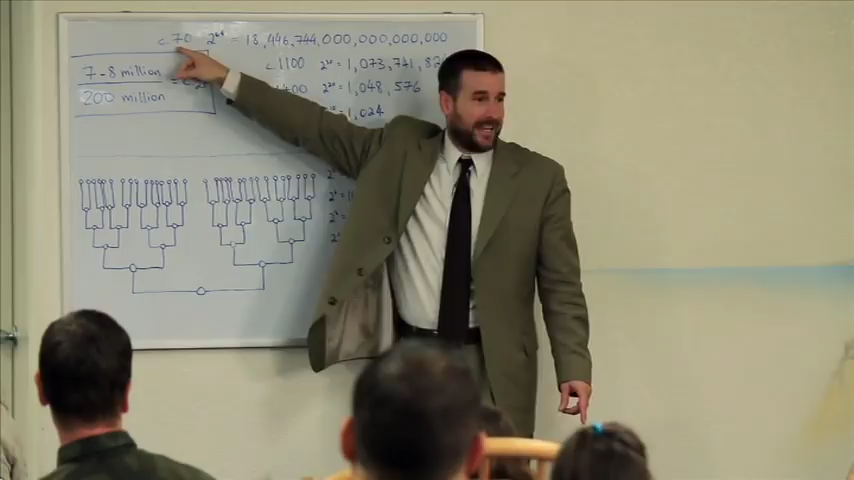 c.70 2⁶⁴ = 18,446,744,000,000,000,000
7-8 million
200 million
c1100 2³⁰ = 1,073,741,82
2²⁰ = 1,048,576
1,024